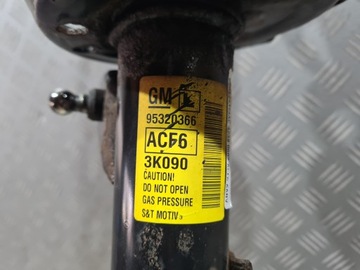 GM
95320366
ACF6
3K090
CAUTION!
DO NOT OPEN
GAS PRESSURE
S&T MOTIV